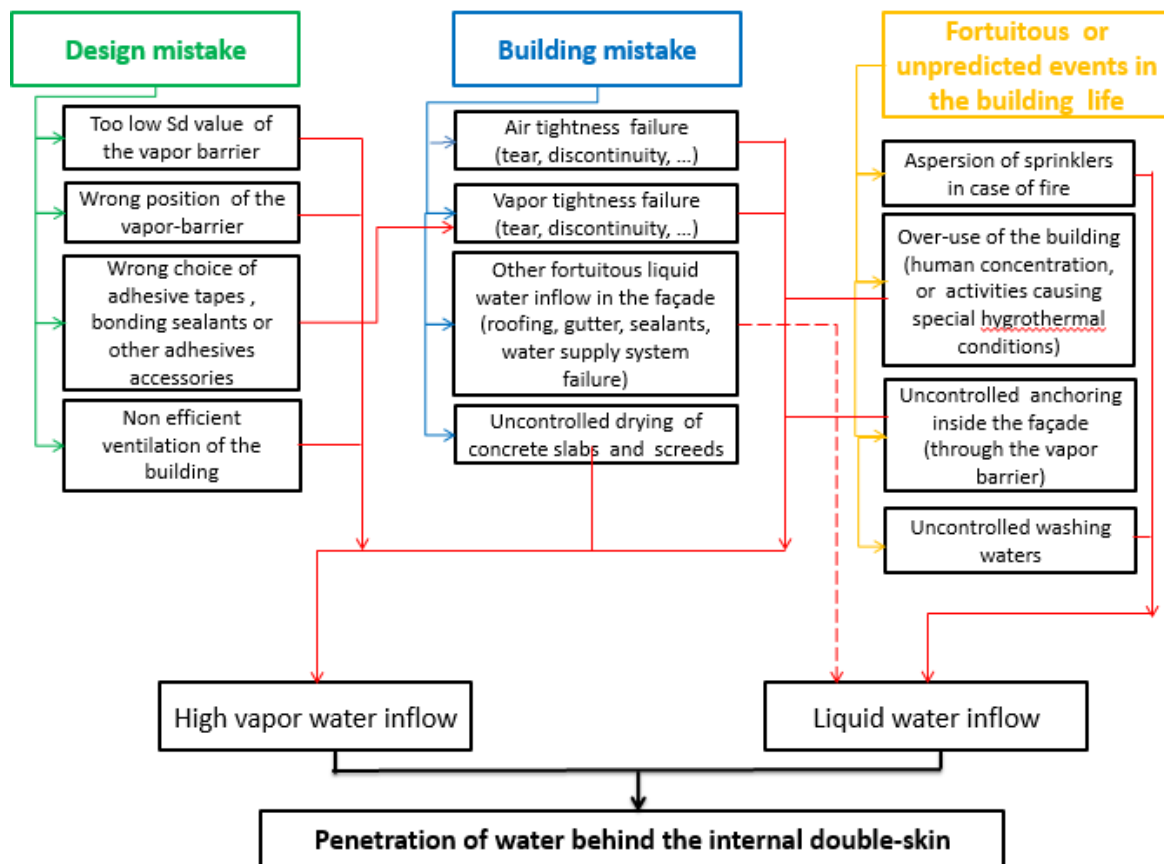 Design mistake
Too low Sd value of
the vapor barrier
Wrong position of the
vapor-barrier
Wrong choice of
adhesive tapes ,
bonding sealants or
other adhesives
accessories
Non efficient
ventilation of the
building
Building mistake
Air tightness failure
(tear, discontinuity, ...)
Vapor tightness failure
(tear, discontinuity, ...)
Other fortuitous liquid
water inflow in the façade
(roofing, gutter, sealants,
water supply system
failure)
Uncontrolled drying of
concrete slabs and screeds
Fortuitous or
unpredicted events in
the building life
Aspersion of sprinklers
in case of fire
Over-use of the building
(human concentration,
or activities causing
special hygrothermal
conditions)
Uncontrolled anchoring
inside the façade
(through the vapor
barrier)
Uncontrolled washing
waters
High vapor water inflow
Liquid water inflow
Penetration of water behind the internal double-skin